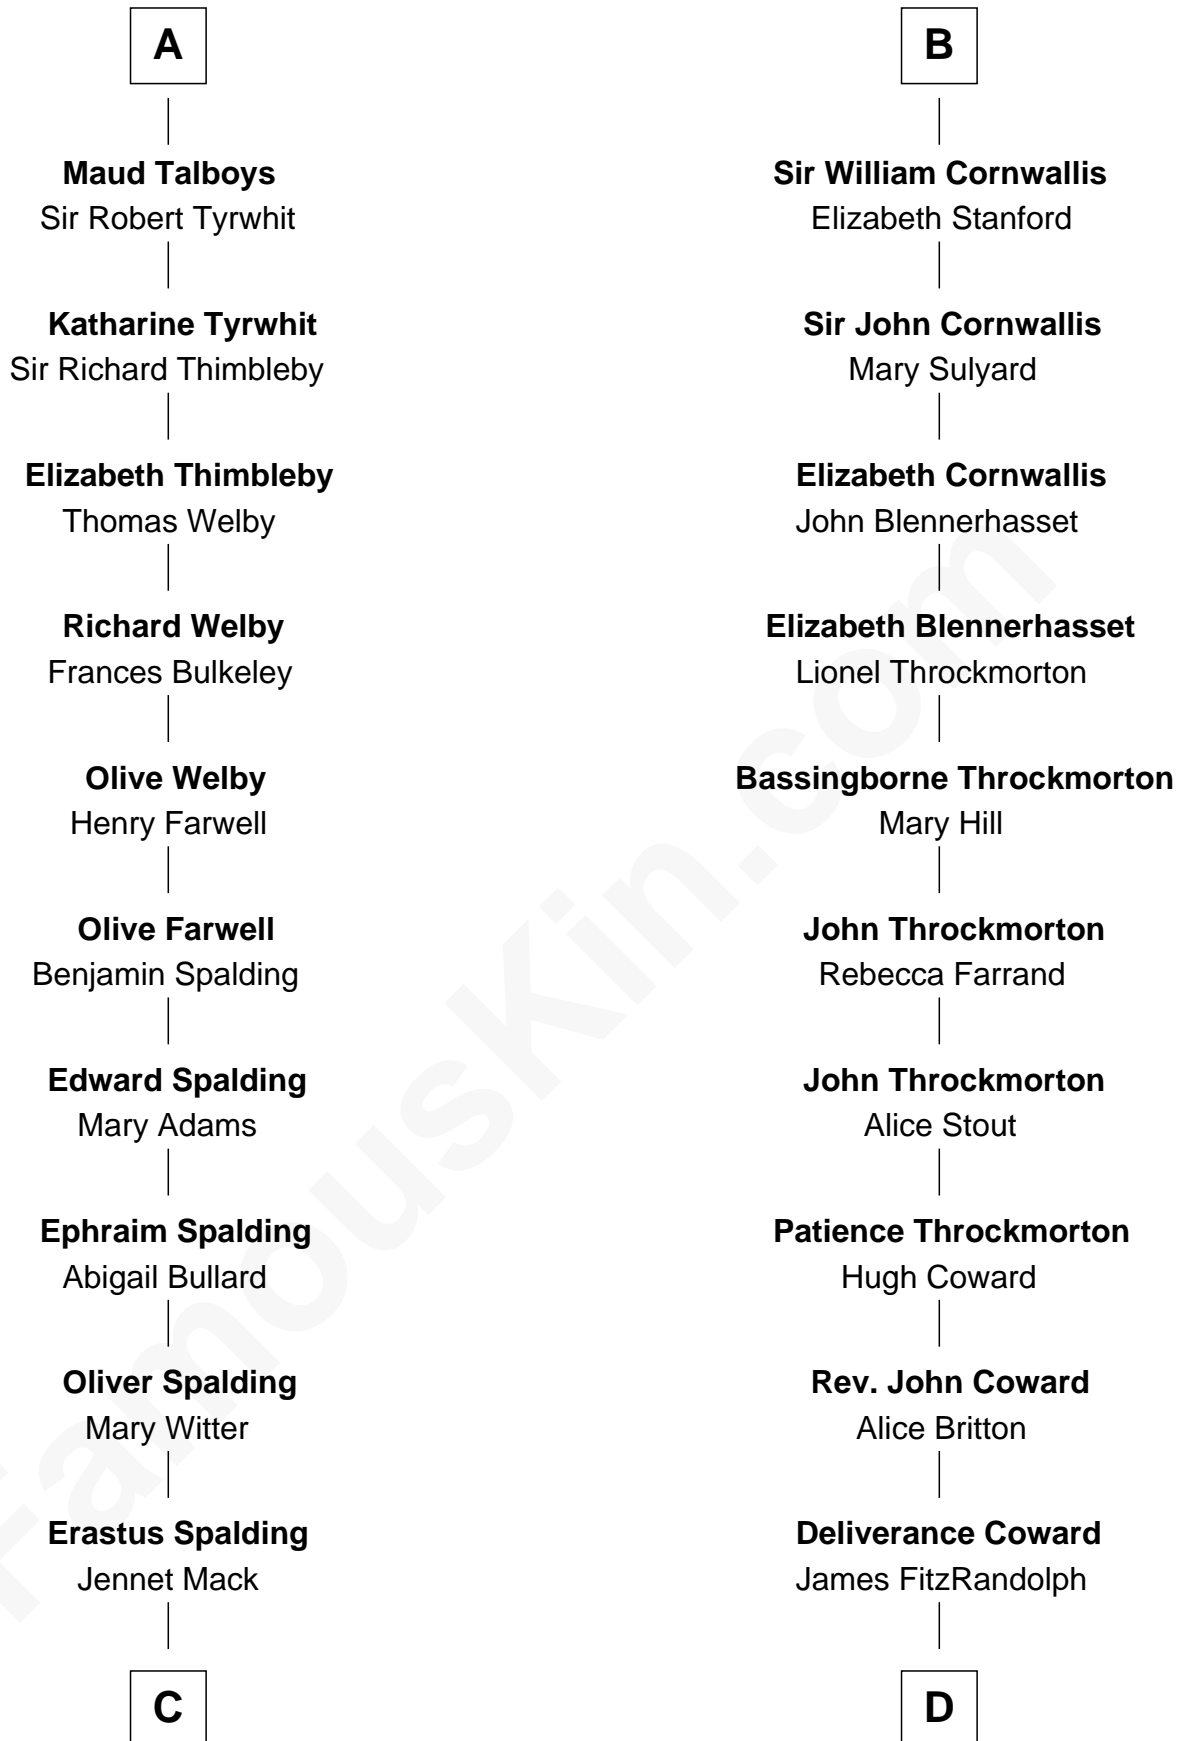 A
Maud Talboys
Sir Robert Tyrwhit
Katharine Tyrwhit
Sir Richard Thimbleby
Elizabeth Thimbleby
Thomas Welby
Richard Welby
Frances Bulkeley
Olive Welby
Henry Farwell
Olive Farwell
Benjamin Spalding
Edward Spalding
Mary Adams
Ephraim Spalding
Abigail Bullard
Oliver Spalding
Mary Witter
Erastus Spalding
Jennet Mack
C
B
Sir William Cornwallis
Elizabeth Stanford
Sir John Cornwallis
Mary Sulyard
Elizabeth Cornwallis
John Blennerhasset
Elizabeth Blennerhasset
Lionel Throckmorton
Bassingborne Throckmorton
Mary Hill
John Throckmorton
Rebecca Farrand
John Throckmorton
Alice Stout
Patience Throckmorton
Hugh Coward
Rev. John Coward
Alice Britton
Deliverance Coward
James FitzRandolph
D
FamousKin.com